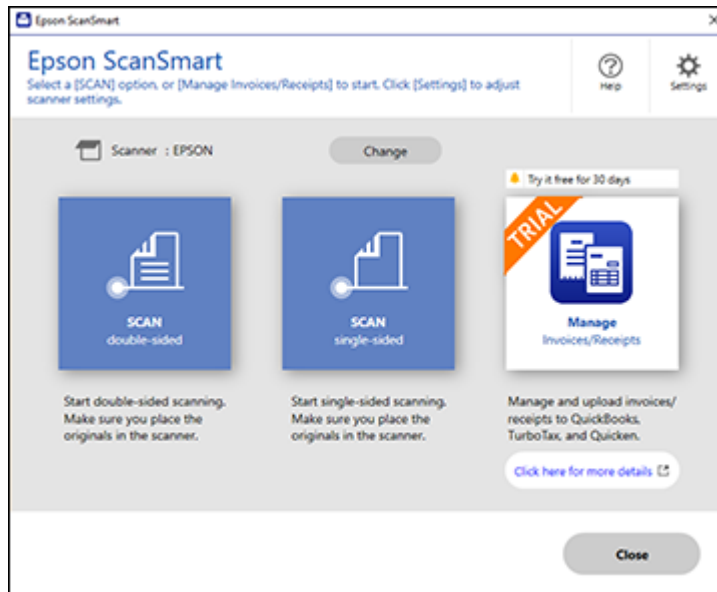 Epson ScanSmart
Epson ScanSmart
Select a [SCAN] option, or [Manage Invoices/Receipts] to start. Click [Settings] to adjust
scanner settings.
Help
Settings
Scanner : EPSON
Change
Try it free for 30 days
SCAN
double-sided
SCAN
single-sided
TRIAL
Manage
Invoices/Receipts
Start double-sided scanning.
Make sure you place the
originals in the scanner.
Start single-sided scanning.
Make sure you place the
originals in the scanner.
Manage and upload invoices/
receipts to QuickBooks,
TurboTax, and Quicken.
Click here for more details
Close